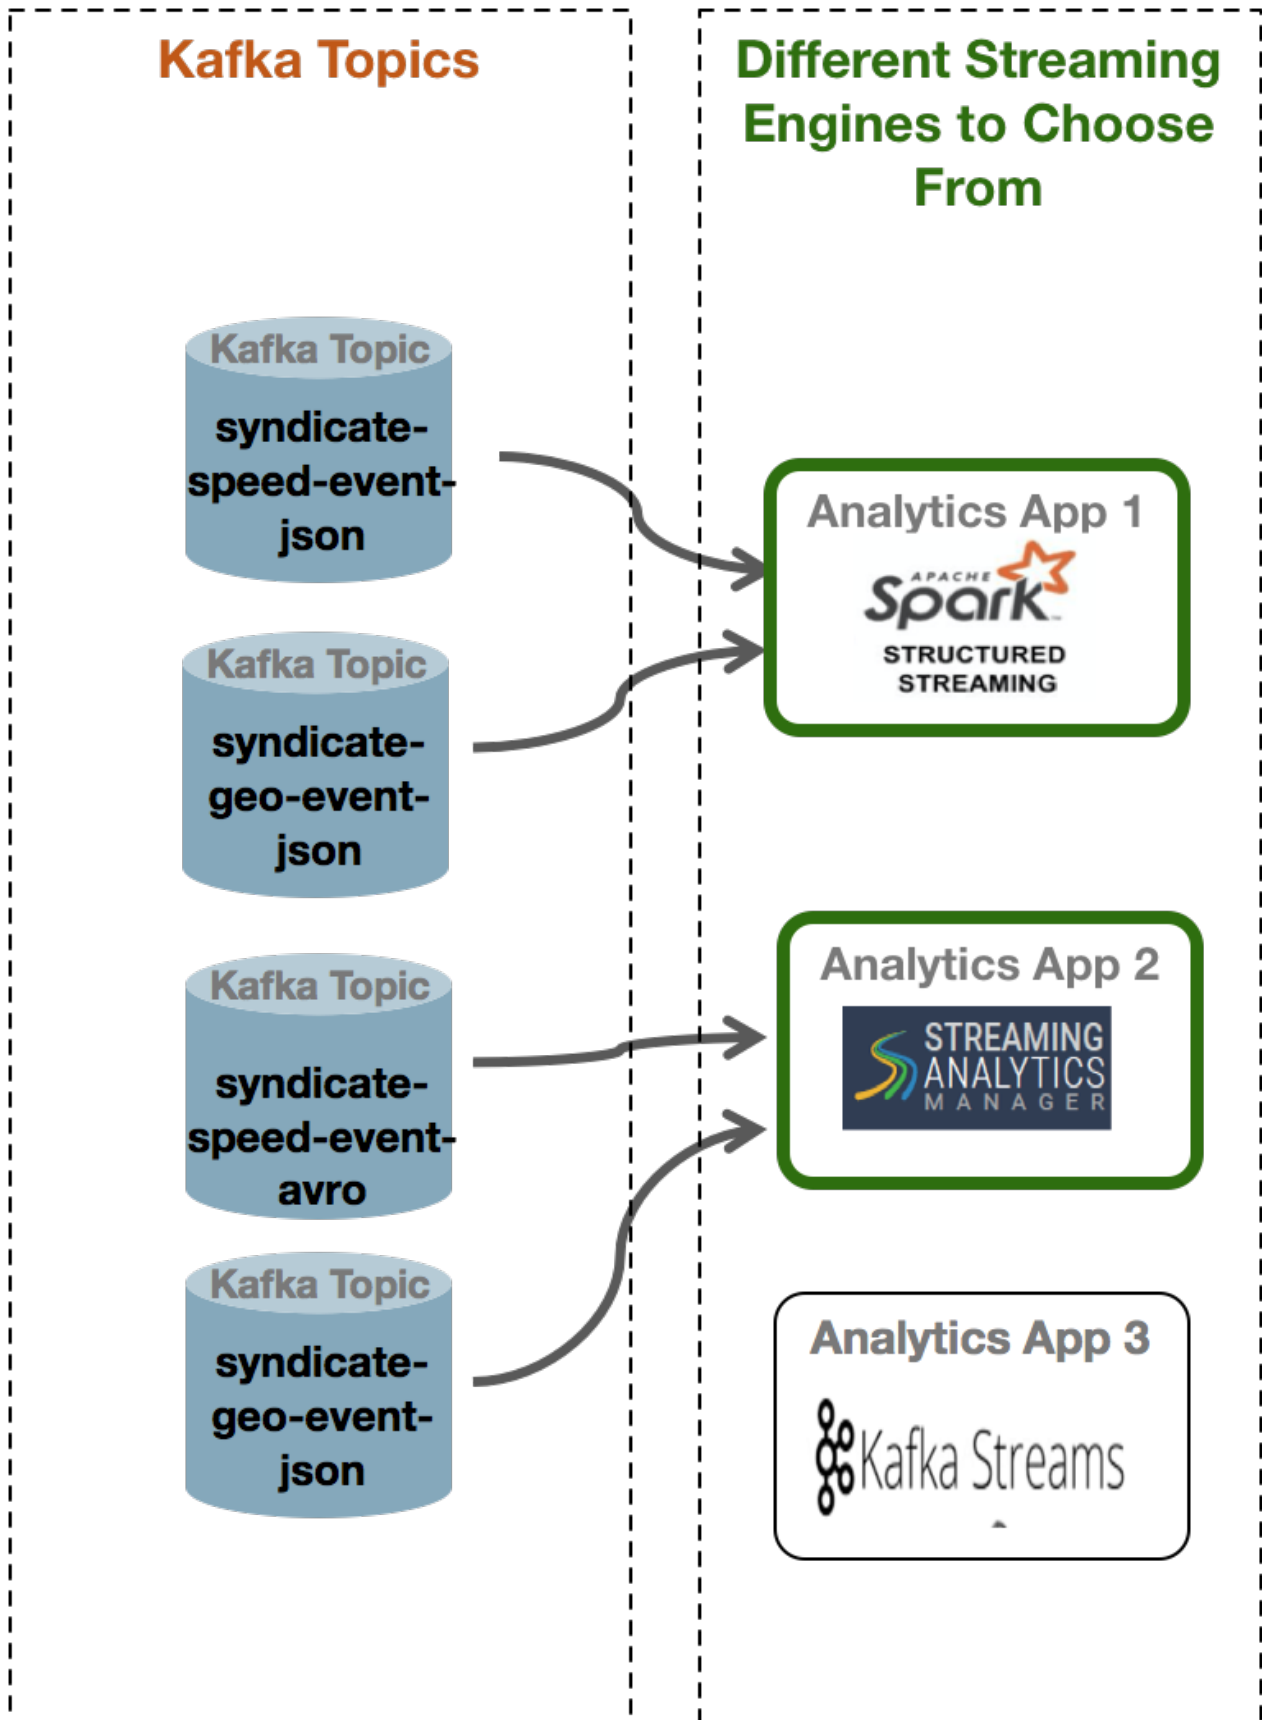 Kafka Topics
Different Streaming
Engines to Choose
From
Kafka Topic
syndicate-
speed-event-
json
Kafka Topic
syndicate-
geo-event-
json
Kafka Topic
syndicate-
speed-event-
avro
Kafka Topic
syndicate-
geo-event-
json
Analytics App 1
APACHE
Spark™
STRUCTURED
STREAMING
Analytics App 2
STREAMING
ANALYTICS
MANAGER
Analytics App 3
Kafka Streams